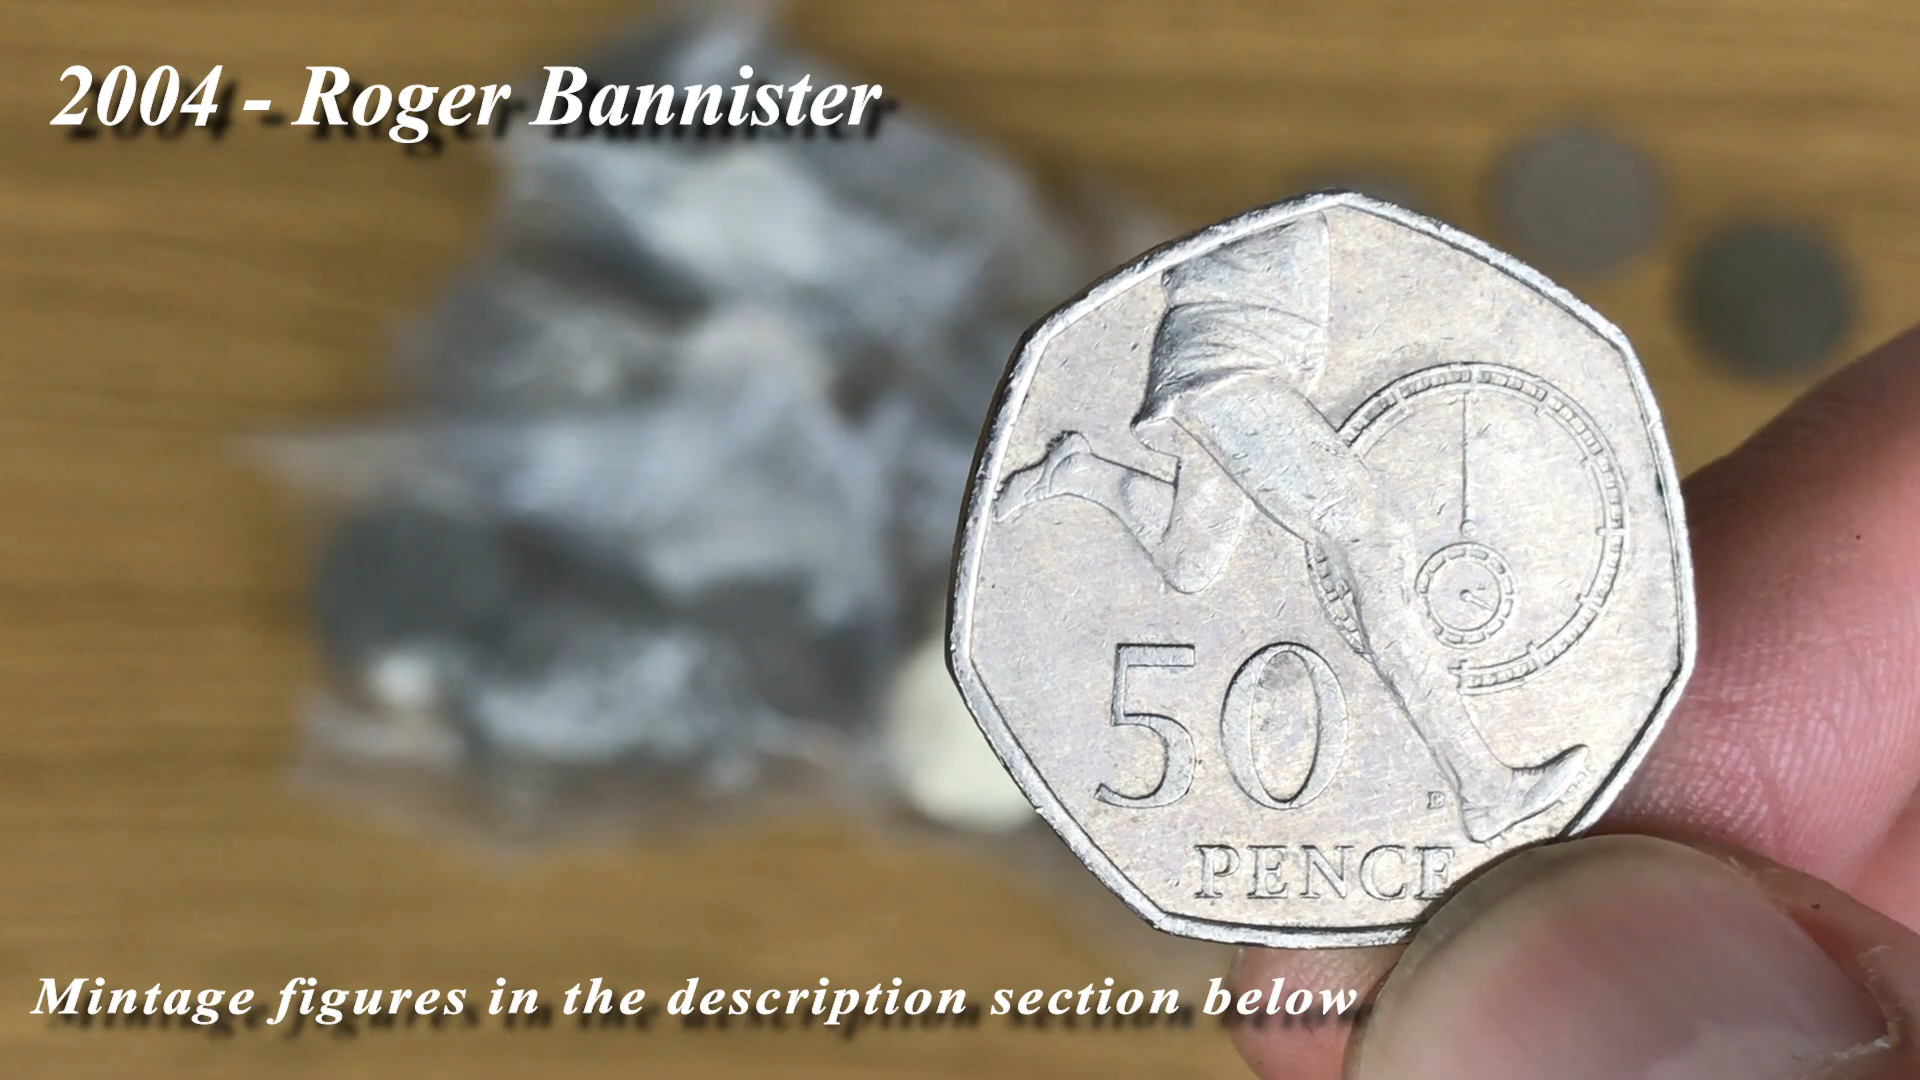 2004 - Roger Bannister
50
B
PENCE
Mintage figures in the description section below